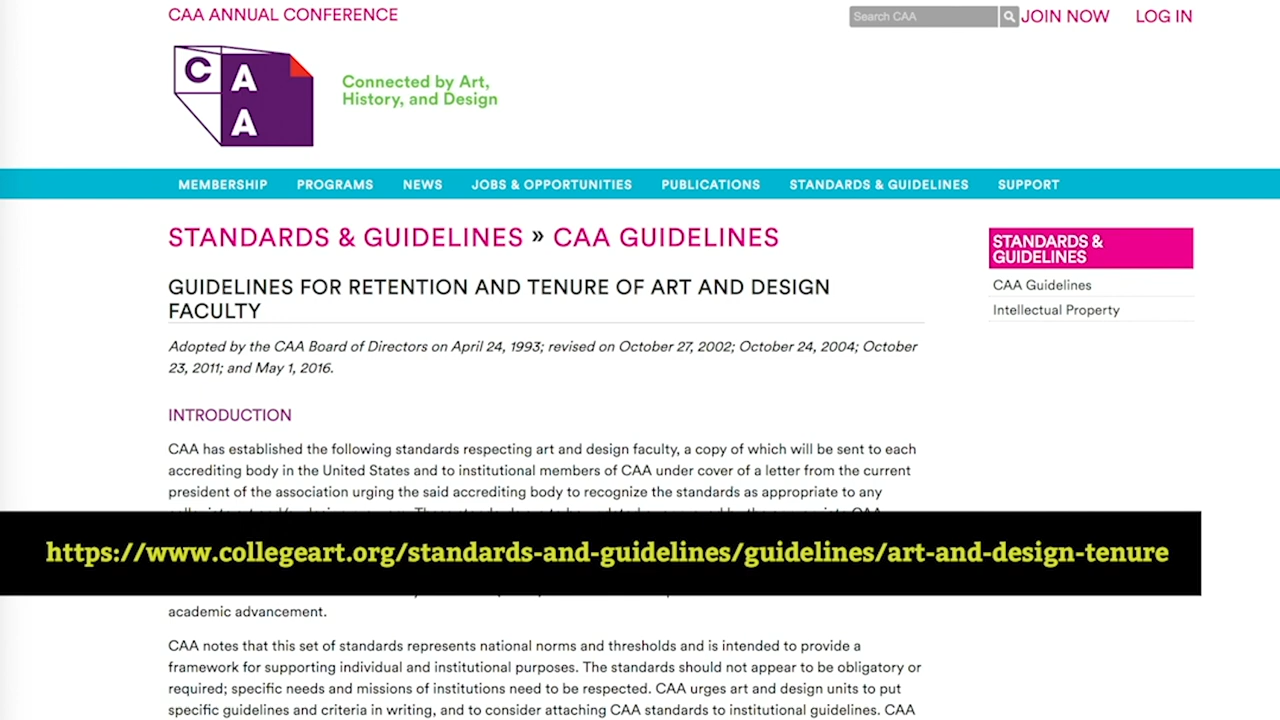 CAA ANNUAL CONFERENCE
Search CAA
JOIN NOW
LOG IN
C A
A
Connected by Art,
History, and Design
MEMBERSHIP PROGRAMS NEWS JOBS & OPPORTUNITIES PUBLICATIONS STANDARDS & GUIDELINES SUPPORT
STANDARDS & GUIDELINES » CAA GUIDELINES
GUIDELINES FOR RETENTION AND TENURE OF ART AND DESIGN
FACULTY
Adopted by the CAA Board of Directors on April 24, 1993; revised on October 27, 2002; October 24, 2004; October
23, 2011; and May 1, 2016.
INTRODUCTION
CAA has established the following standards respecting art and design faculty, a copy of which will be sent to each
accrediting body in the United States and to institutional members of CAA under cover of a letter from the current
president of the association urging the said accrediting body to recognize the standards as appropriate to any
https://www.collegeart.org/standards-and-guidelines/guidelines/art-and-design-tenure
academic advancement.
CAA notes that this set of standards represents national norms and thresholds and is intended to provide a
framework for supporting individual and institutional purposes. The standards should not appear to be obligatory or
required; specific needs and missions of institutions need to be respected. CAA urges art and design units to put
specific guidelines and criteria in writing, and to consider attaching CAA standards to institutional guidelines. CAA
STANDARDS &
GUIDELINES
CAA Guidelines
Intellectual Property